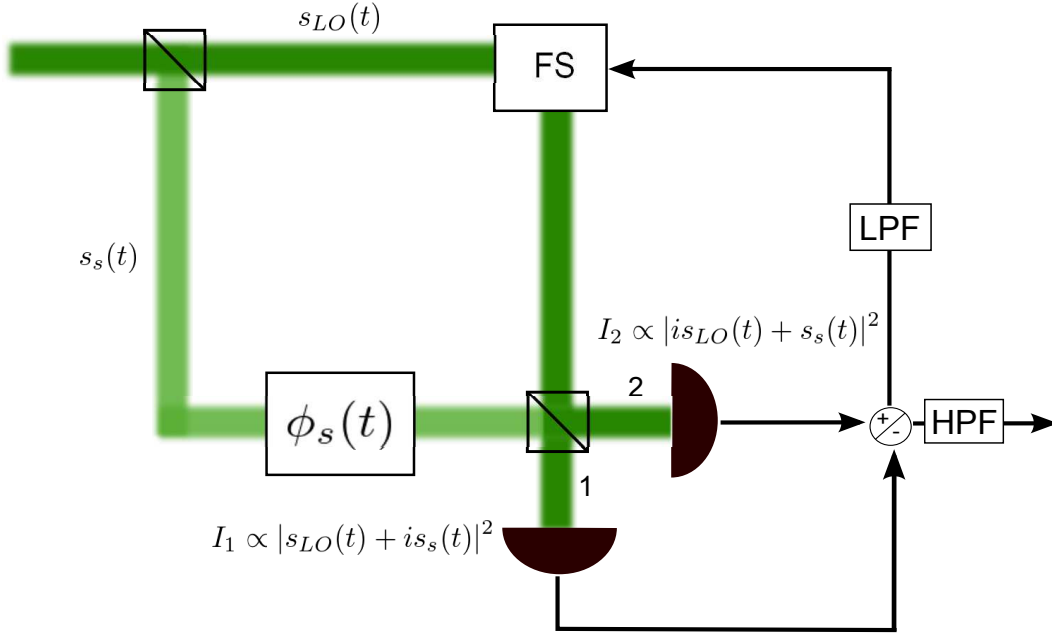 s_{LO}(t)
FS
LPF
s_s(t)
I_2 ∝ |is_{LO}(t) + s_s(t)|^2
2
ϕ_s(t)
+
-
HPF
1
I_1 ∝ |s_{LO}(t) + is_s(t)|^2